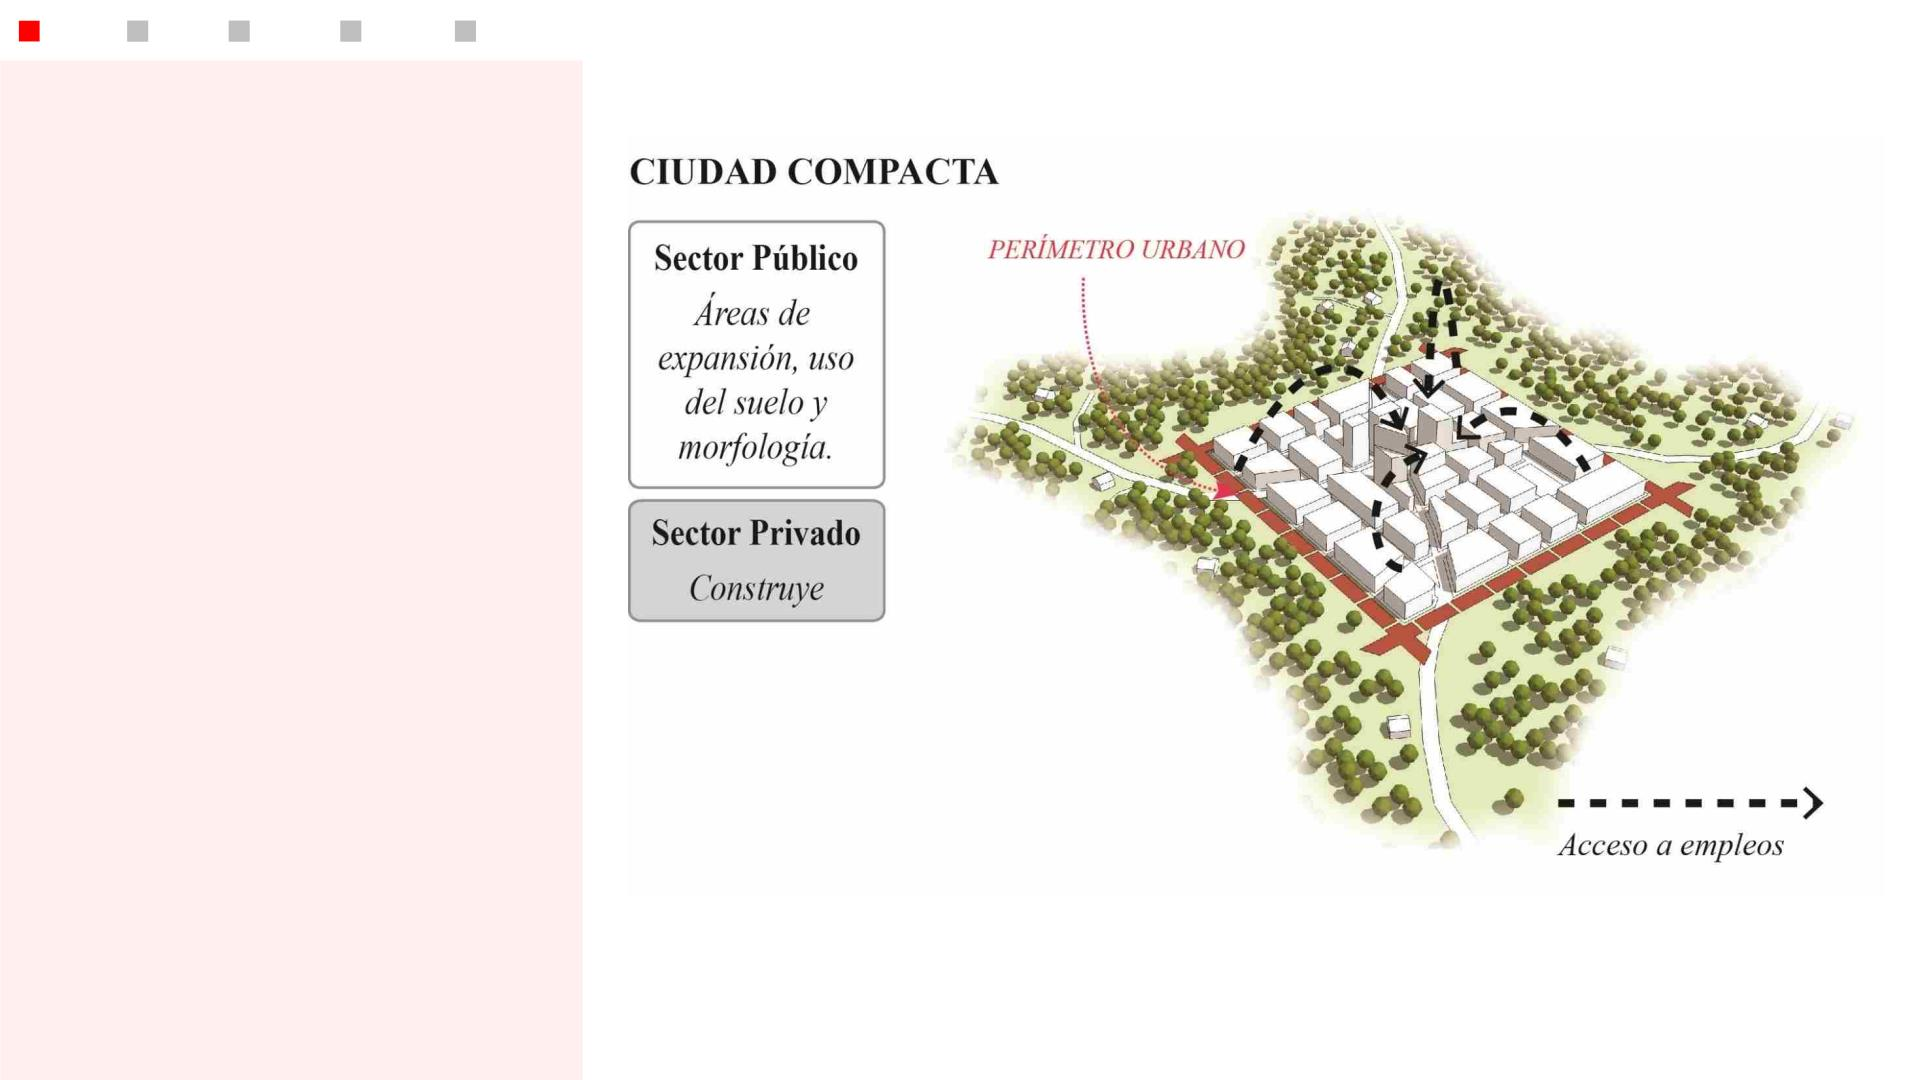 CIUDAD COMPACTA
Sector Público
Áreas de
expansión, uso
del suelo y
morfología.
Sector Privado
Construye
PERÍMETRO URBANO
Acceso a empleos